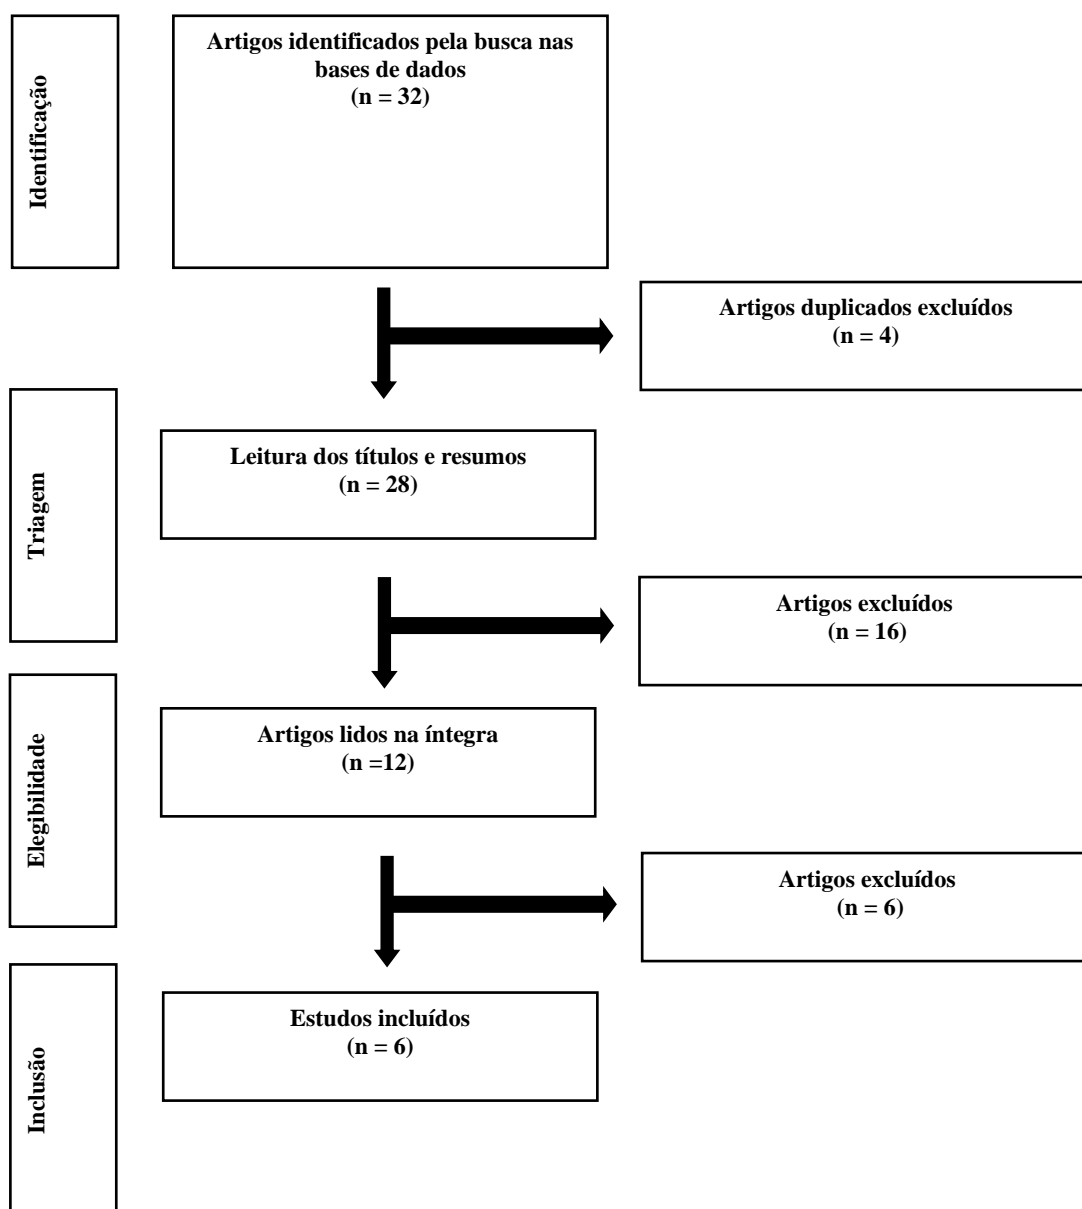 Identificação
Artigos identificados pela busca nas
bases de dados
(n = 32)
Artigos duplicados excluídos
(n = 4)
Triagem
Leitura dos títulos e resumos
(n = 28)
Artigos excluídos
(n = 16)
Elegibilidade
Artigos lidos na íntegra
(n =12)
Artigos excluídos
(n = 6)
Inclusão
Estudos incluídos
(n = 6)